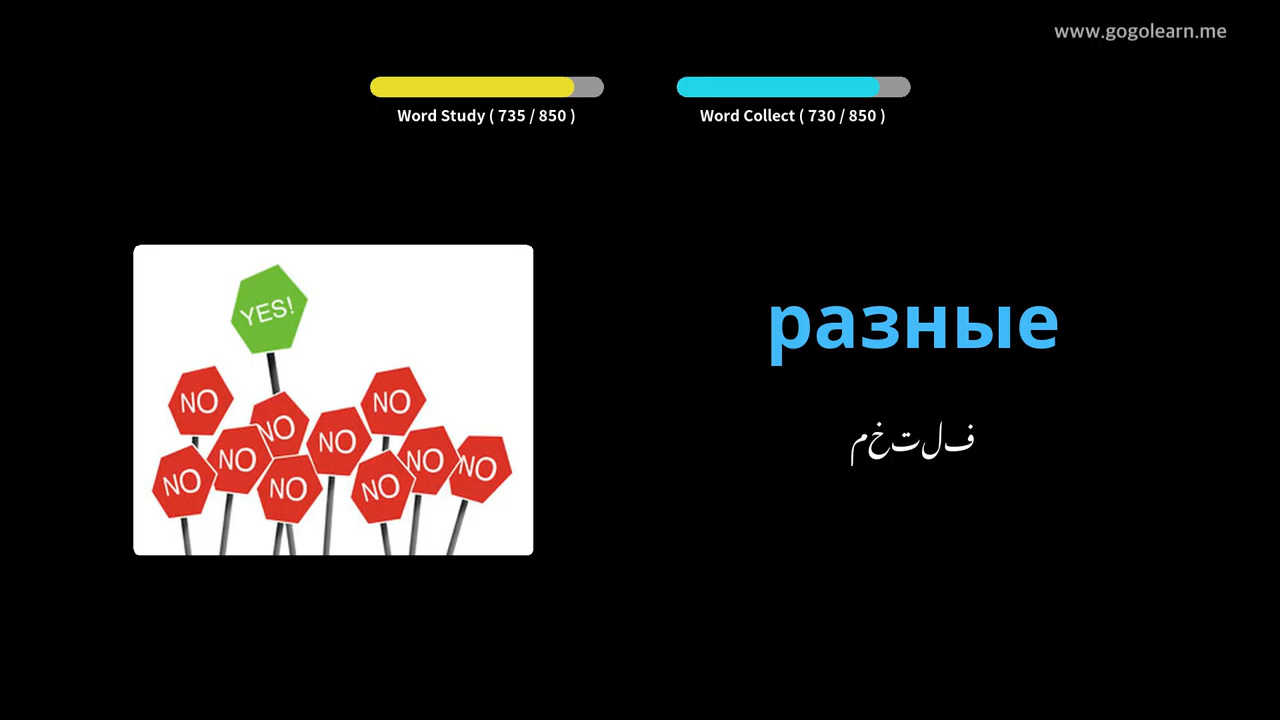 www.gogolearn.me
Word Study ( 735 / 850 )
Word Collect ( 730 / 850 )
YES!
NO
NO
NO
NO
NO
NO
NO
NO
NO
NO
разные
مختلف